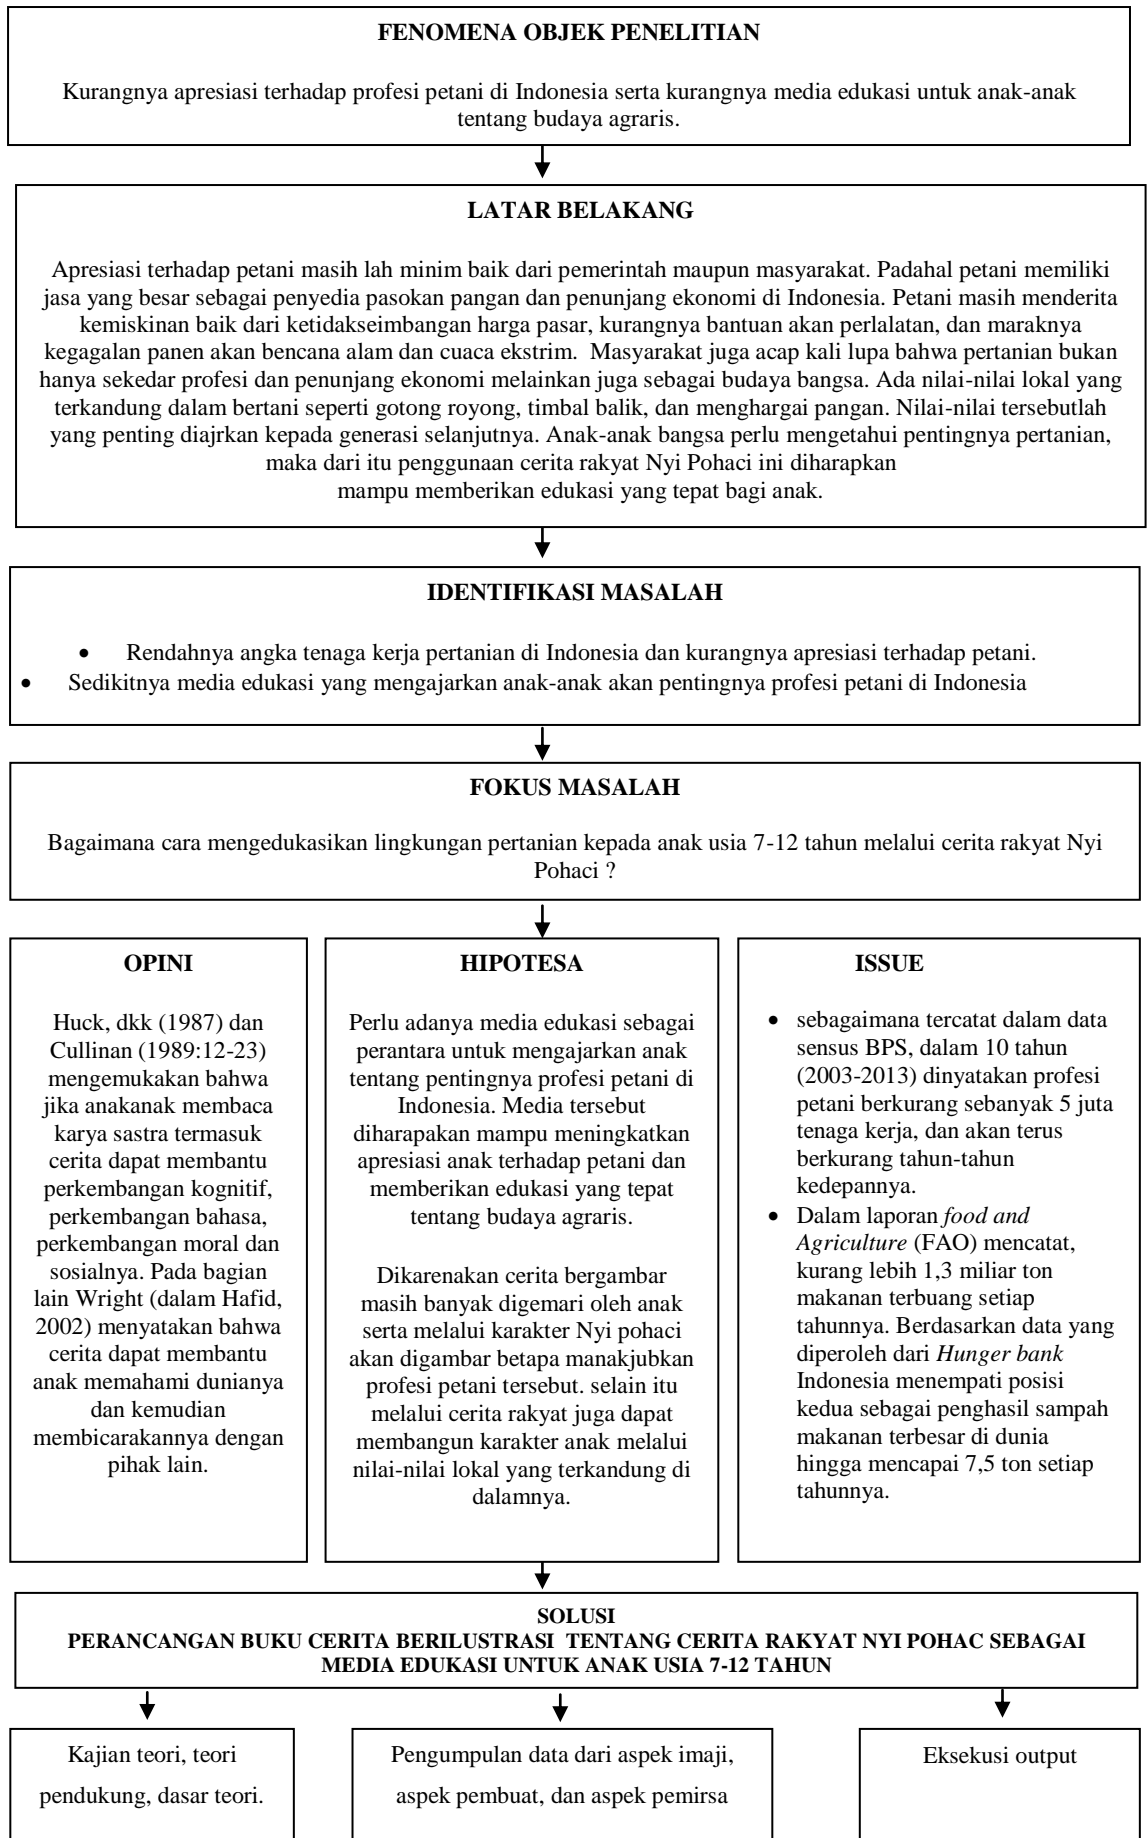 FENOMENA OBJEK PENELITIAN
Kurangnya apresiasi terhadap profesi petani di Indonesia serta kurangnya media edukasi untuk anak-anak
tentang budaya agraris.
LATAR BELAKANG
Apresiasi terhadap petani masih lah minim baik dari pemerintah maupun masyarakat. Padahal petani memiliki
jasa yang besar sebagai penyedia pasokan pangan dan penunjang ekonomi di Indonesia. Petani masih menderita
kemiskinan baik dari ketidakseimbangan harga pasar, kurangnya bantuan akan perlalatan, dan maraknya
kegagalan panen akan bencana alam dan cuaca ekstrim.  Masyarakat juga acap kali lupa bahwa pertanian bukan
hanya sekedar profesi dan penunjang ekonomi melainkan juga sebagai budaya bangsa. Ada nilai-nilai lokal yang
terkandung dalam bertani seperti gotong royong, timbal balik, dan menghargai pangan. Nilai-nilai tersebutlah
yang penting diajrkan kepada generasi selanjutnya. Anak-anak bangsa perlu mengetahui pentingnya pertanian,
maka dari itu penggunaan cerita rakyat Nyi Pohaci ini diharapkan
mampu memberikan edukasi yang tepat bagi anak.
IDENTIFIKASI MASALAH
• Rendahnya angka tenaga kerja pertanian di Indonesia dan kurangnya apresiasi terhadap petani.
• Sedikitnya media edukasi yang mengajarkan anak-anak akan pentingnya profesi petani di Indonesia
FOKUS MASALAH
Bagaimana cara mengedukasikan lingkungan pertanian kepada anak usia 7-12 tahun melalui cerita rakyat Nyi
Pohaci ?
OPINI
Huck, dkk (1987) dan
Cullinan (1989:12-23)
mengemukakan bahwa
jika anakanak membaca
karya sastra termasuk
cerita dapat membantu
perkembangan kognitif,
perkembangan bahasa,
perkembangan moral dan
sosialnya. Pada bagian
lain Wright (dalam Hafid,
2002) menyatakan bahwa
cerita dapat membantu
anak memahami dunianya
dan kemudian
membicarakannya dengan
pihak lain.
HIPOTESA
Perlu adanya media edukasi sebagai
perantara untuk mengajarkan anak
tentang pentingnya profesi petani di
Indonesia. Media tersebut
diharapakan mampu meningkatkan
apresiasi anak terhadap petani dan
memberikan edukasi yang tepat
tentang budaya agraris.
Dikarenakan cerita bergambar
masih banyak digemari oleh anak
serta melalui karakter Nyi pohaci
akan digambar betapa manakjubkan
profesi petani tersebut. selain itu
melalui cerita rakyat juga dapat
membangun karakter anak melalui
nilai-nilai lokal yang terkandung di
dalamnya.
ISSUE
• sebagaimana tercatat dalam data
sensus BPS, dalam 10 tahun
(2003-2013) dinyatakan profesi
petani berkurang sebanyak 5 juta
tenaga kerja, dan akan terus
berkurang tahun-tahun
kedepannya.
• Dalam laporan food and
Agriculture (FAO) mencatat,
kurang lebih 1,3 miliar ton
makanan terbuang setiap
tahunnya. Berdasarkan data yang
diperoleh dari Hunger bank
Indonesia menempati posisi
kedua sebagai penghasil sampah
makanan terbesar di dunia
hingga mencapai 7,5 ton setiap
tahunnya.
SOLUSI
PERANCANGAN BUKU CERITA BERILUSTRASI  TENTANG CERITA RAKYAT NYI POHAC SEBAGAI
MEDIA EDUKASI UNTUK ANAK USIA 7-12 TAHUN
Kajian teori, teori
pendukung, dasar teori.
Pengumpulan data dari aspek imaji,
aspek pembuat, dan aspek pemirsa
Eksekusi output